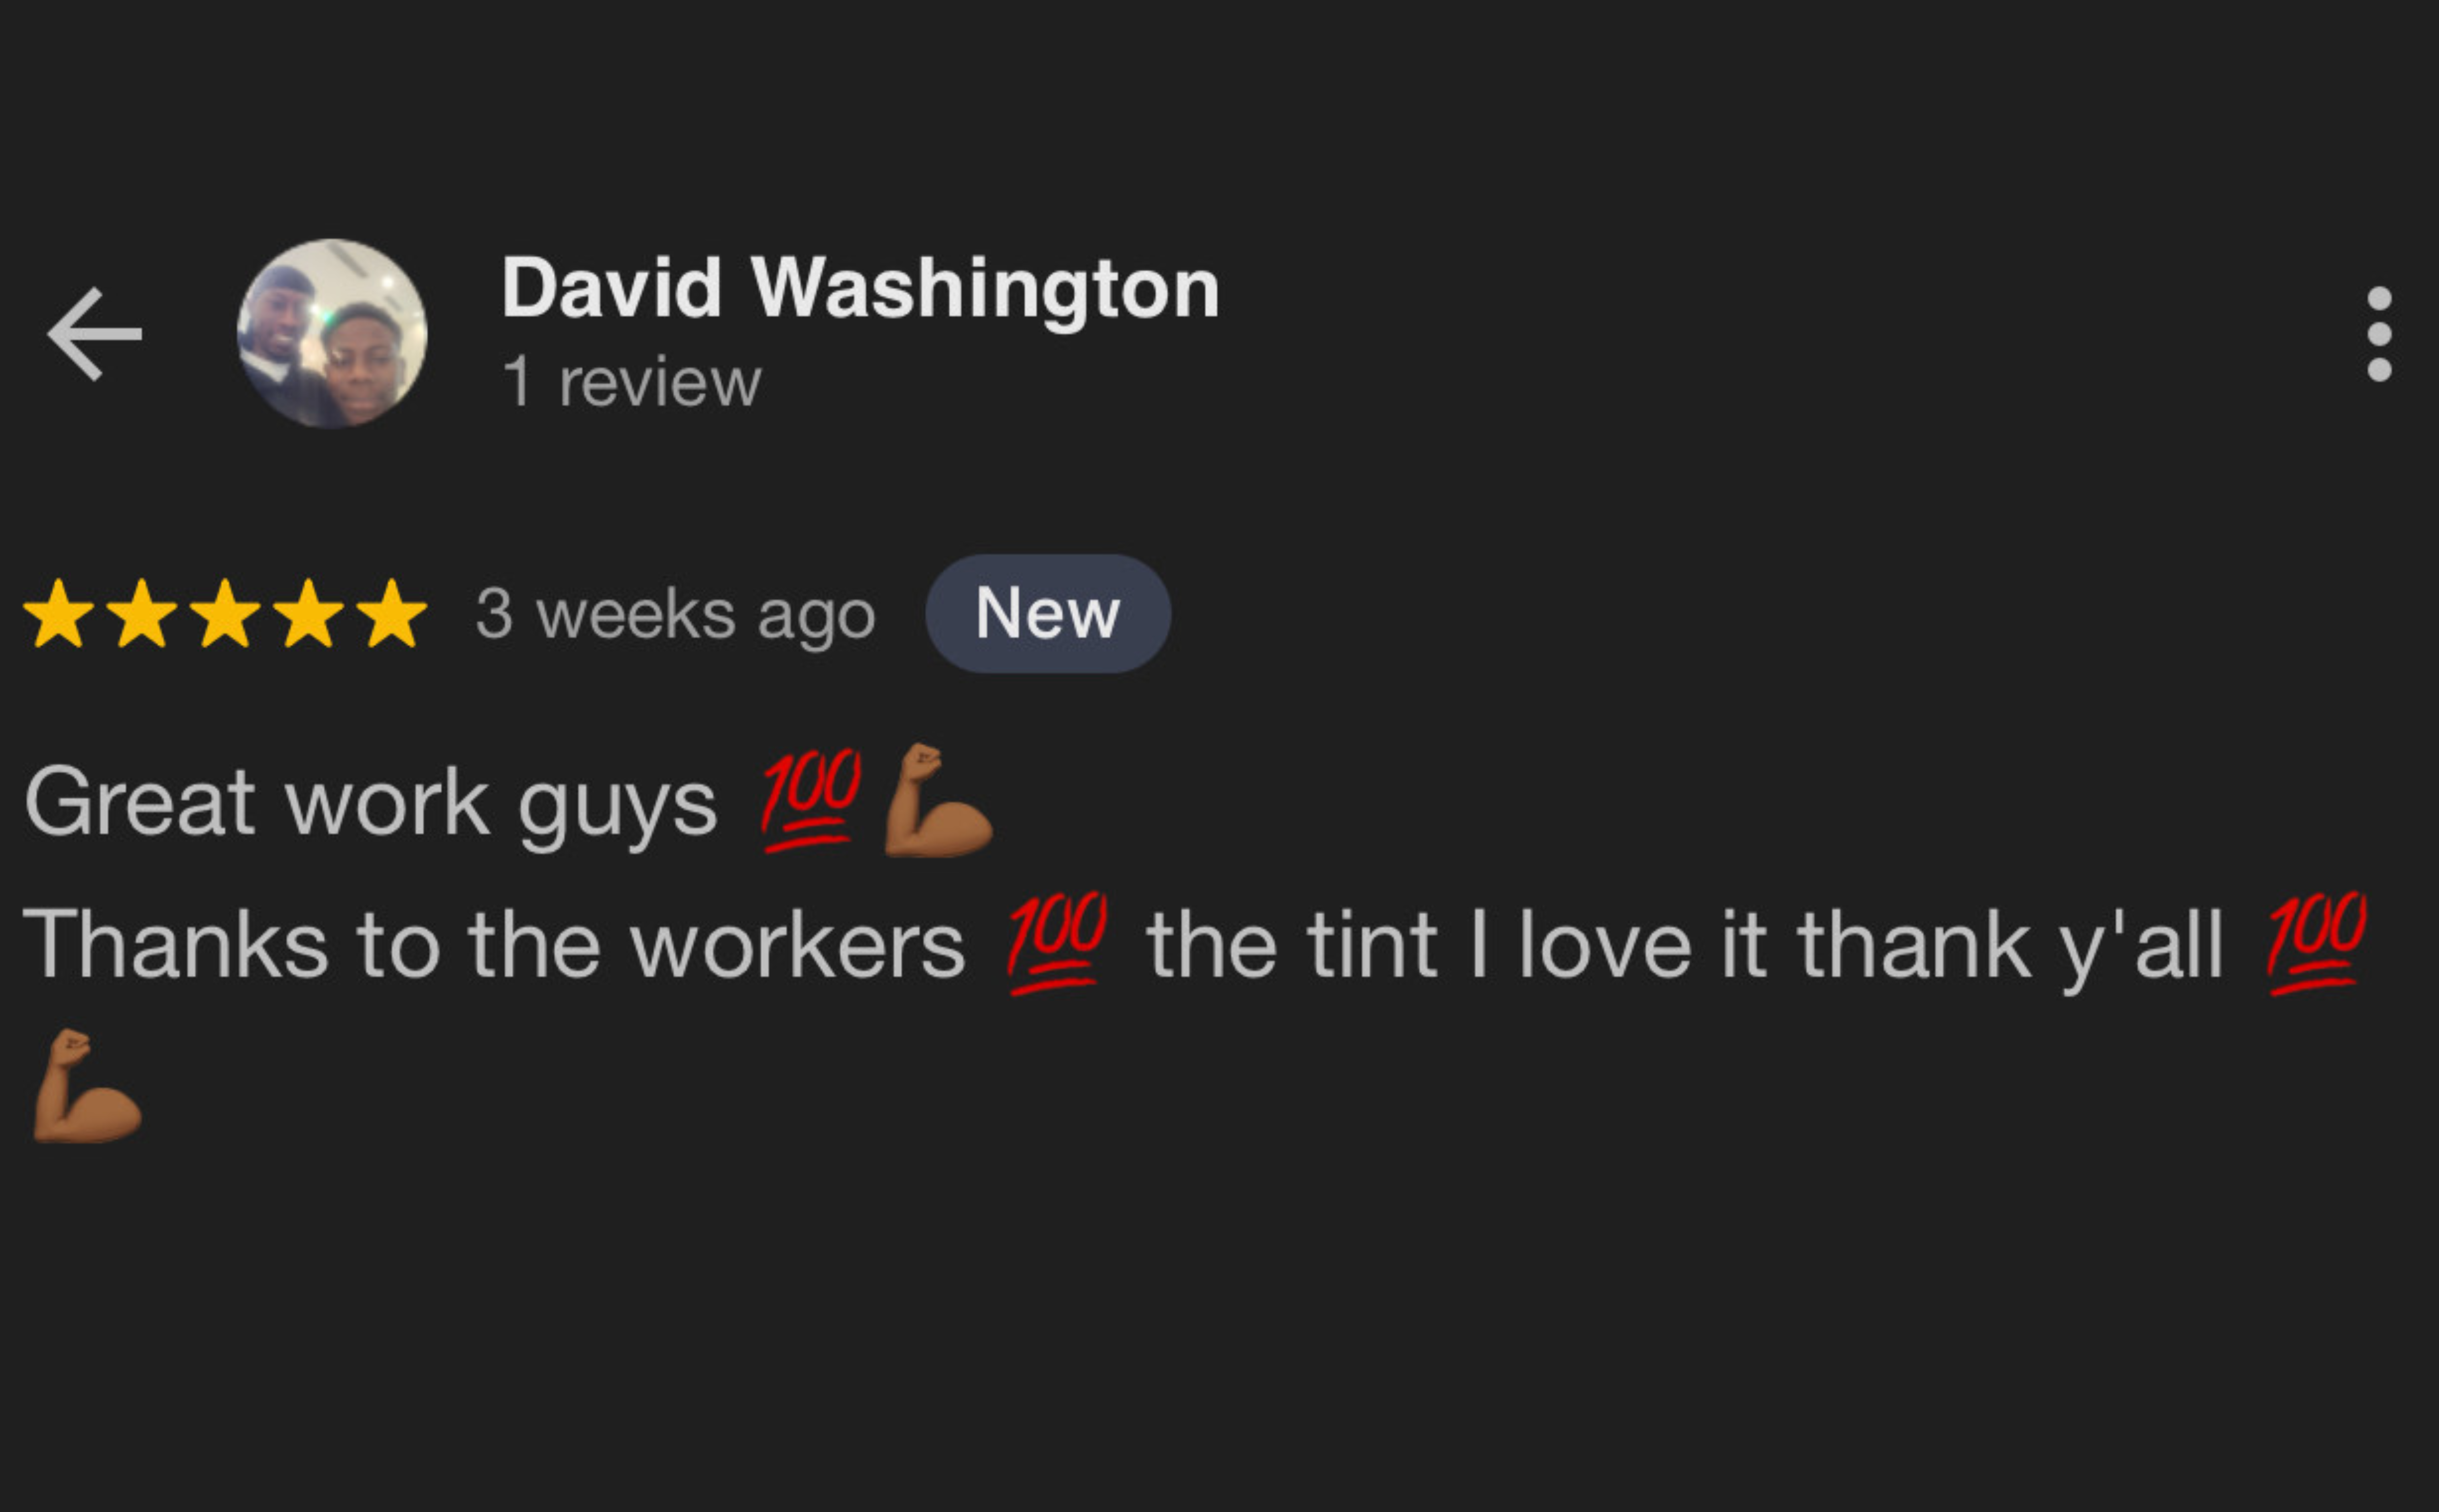 David Washington
1 review
3 weeks ago New
Great work guys 💯💪🏾
Thanks to the workers 💯 the tint I love it thank y'all 💯
💪🏾